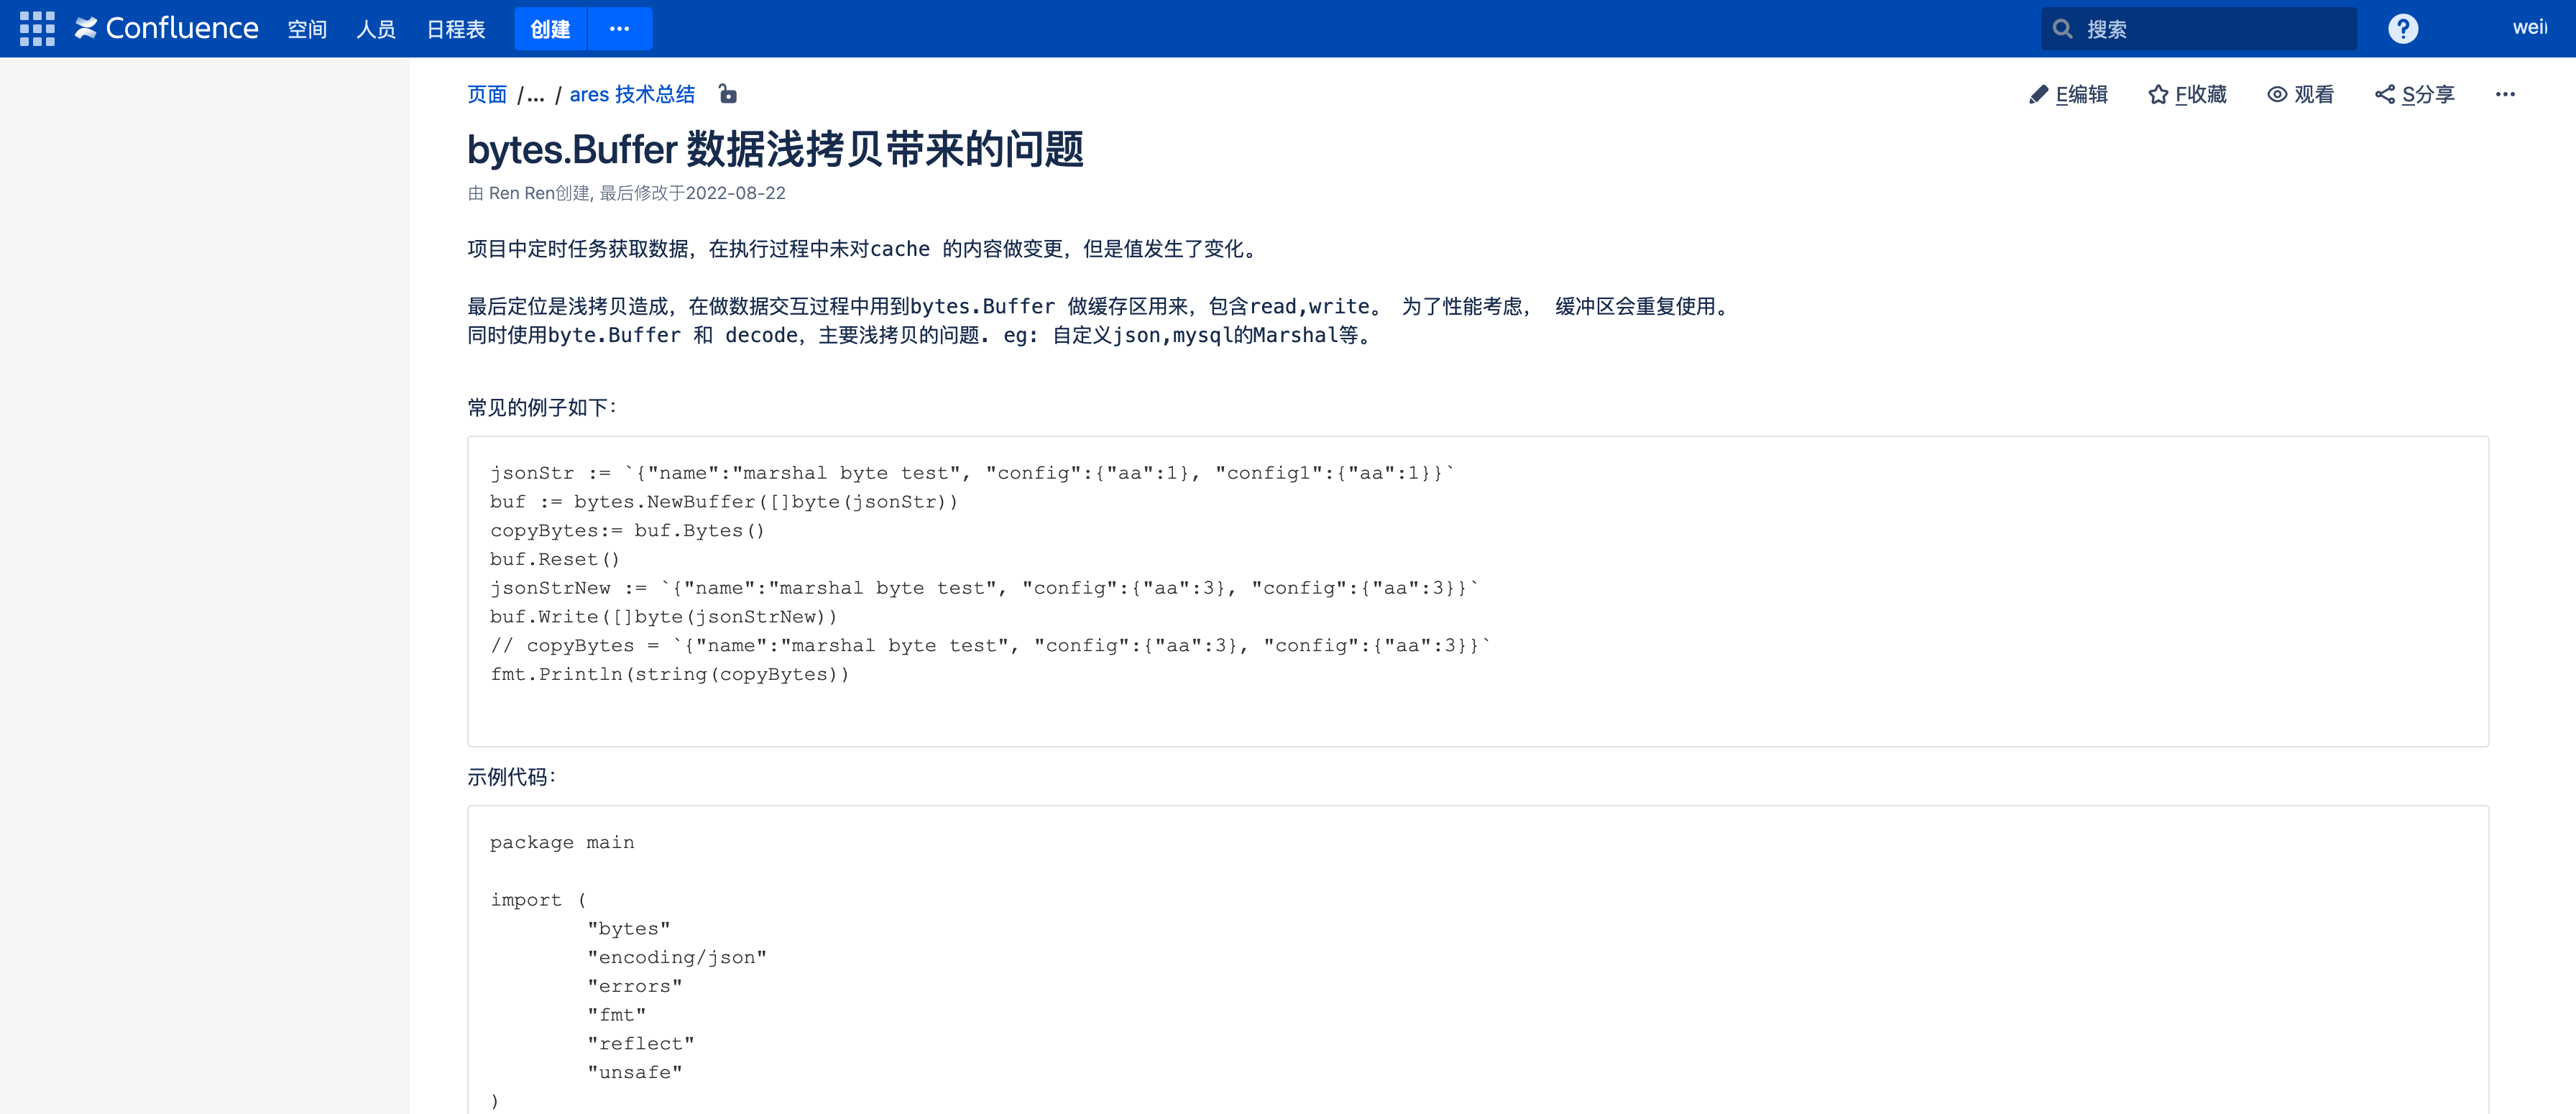 Confluence 空间 人员 日程表 创建 ··· 搜索 ? weil
页面 /... / ares 技术总结 E编辑 F收藏 观看 S分享 ···
bytes.Buffer 数据浅拷贝带来的问题
由 Ren Ren创建, 最后修改于2022-08-22
项目中定时任务获取数据，在执行过程中未对cache 的内容做变更，但是值发生了变化。
最后定位是浅拷贝造成，在做数据交互过程中用到bytes.Buffer 做缓存区用来，包含read,write。 为了性能考虑， 缓冲区会重复使用。
同时使用byte.Buffer 和 decode，主要浅拷贝的问题. eg: 自定义json,mysql的Marshal等。
常见的例子如下：
jsonStr := `{"name":"marshal byte test", "config":{"aa":1}, "config1":{"aa":1}}`
buf := bytes.NewBuffer([]byte(jsonStr))
copyBytes:= buf.Bytes()
buf.Reset()
jsonStrNew := `{"name":"marshal byte test", "config":{"aa":3}, "config":{"aa":3}}`
buf.Write([]byte(jsonStrNew))
// copyBytes = `{"name":"marshal byte test", "config":{"aa":3}, "config":{"aa":3}}`
fmt.Println(string(copyBytes))
示例代码：
package main
import (
"bytes"
"encoding/json"
"errors"
"fmt"
"reflect"
"unsafe"
)